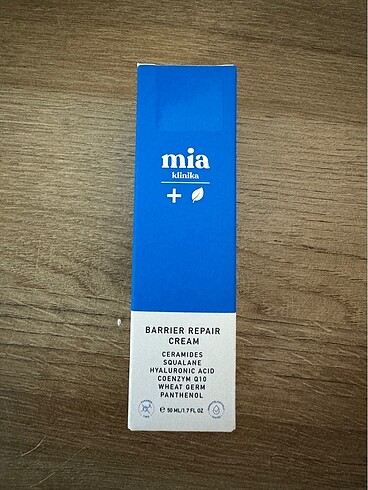 mia
klinika
BARRIER REPAIR
CREAM
CERAMIDES
SQUALANE
HYALURONIC ACID
COENZYM Q10
WHEAT GERM
PANTHENOL
℮ 50 ML/1.7 FL OZ